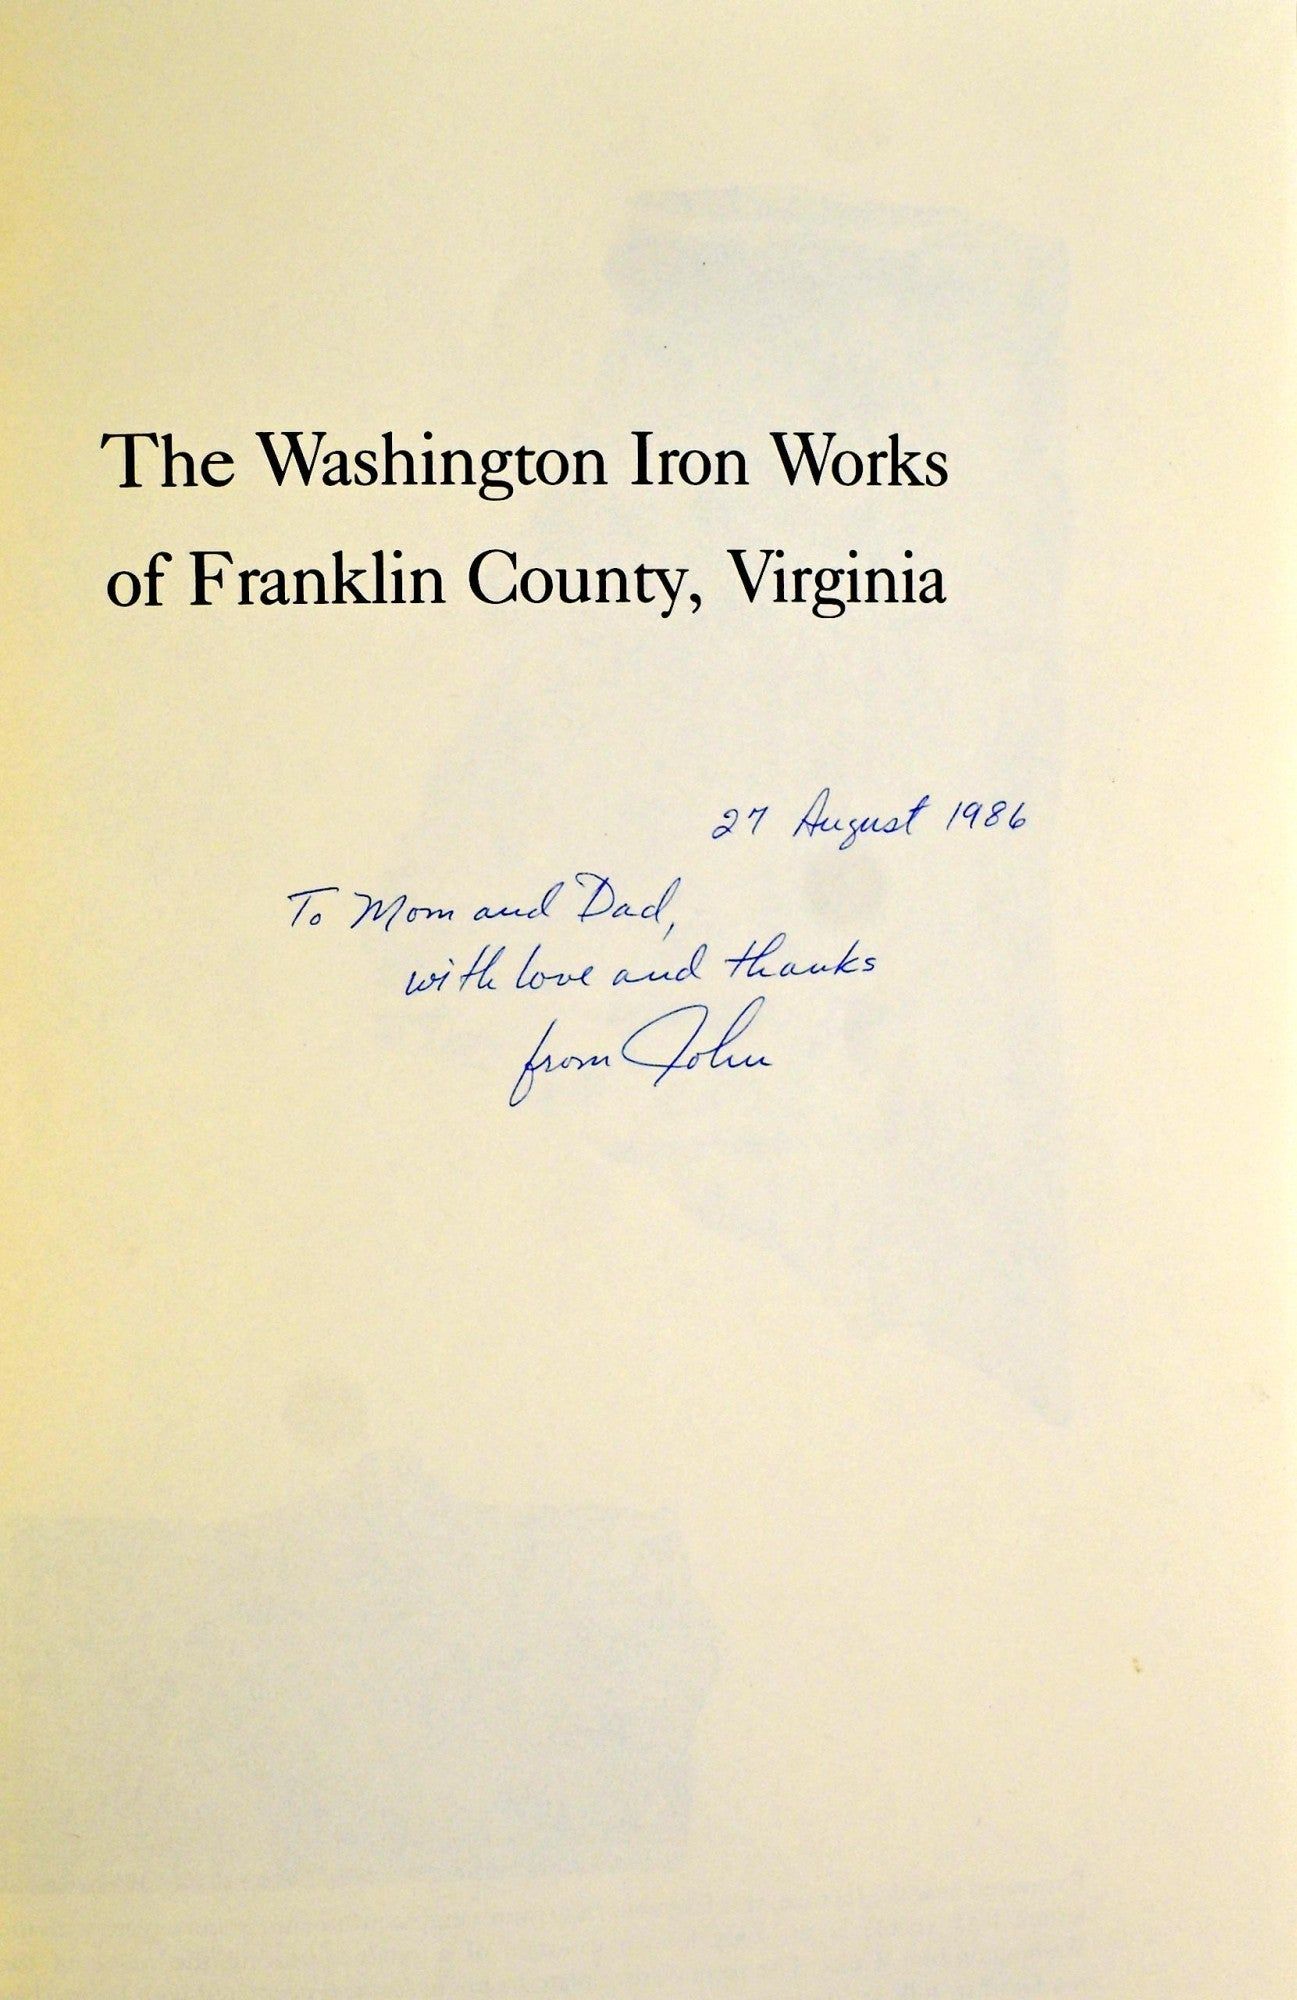 The Washington Iron Works
of Franklin County, Virginia
27 August 1986
To Mom and Dad,
with love and thanks
from John